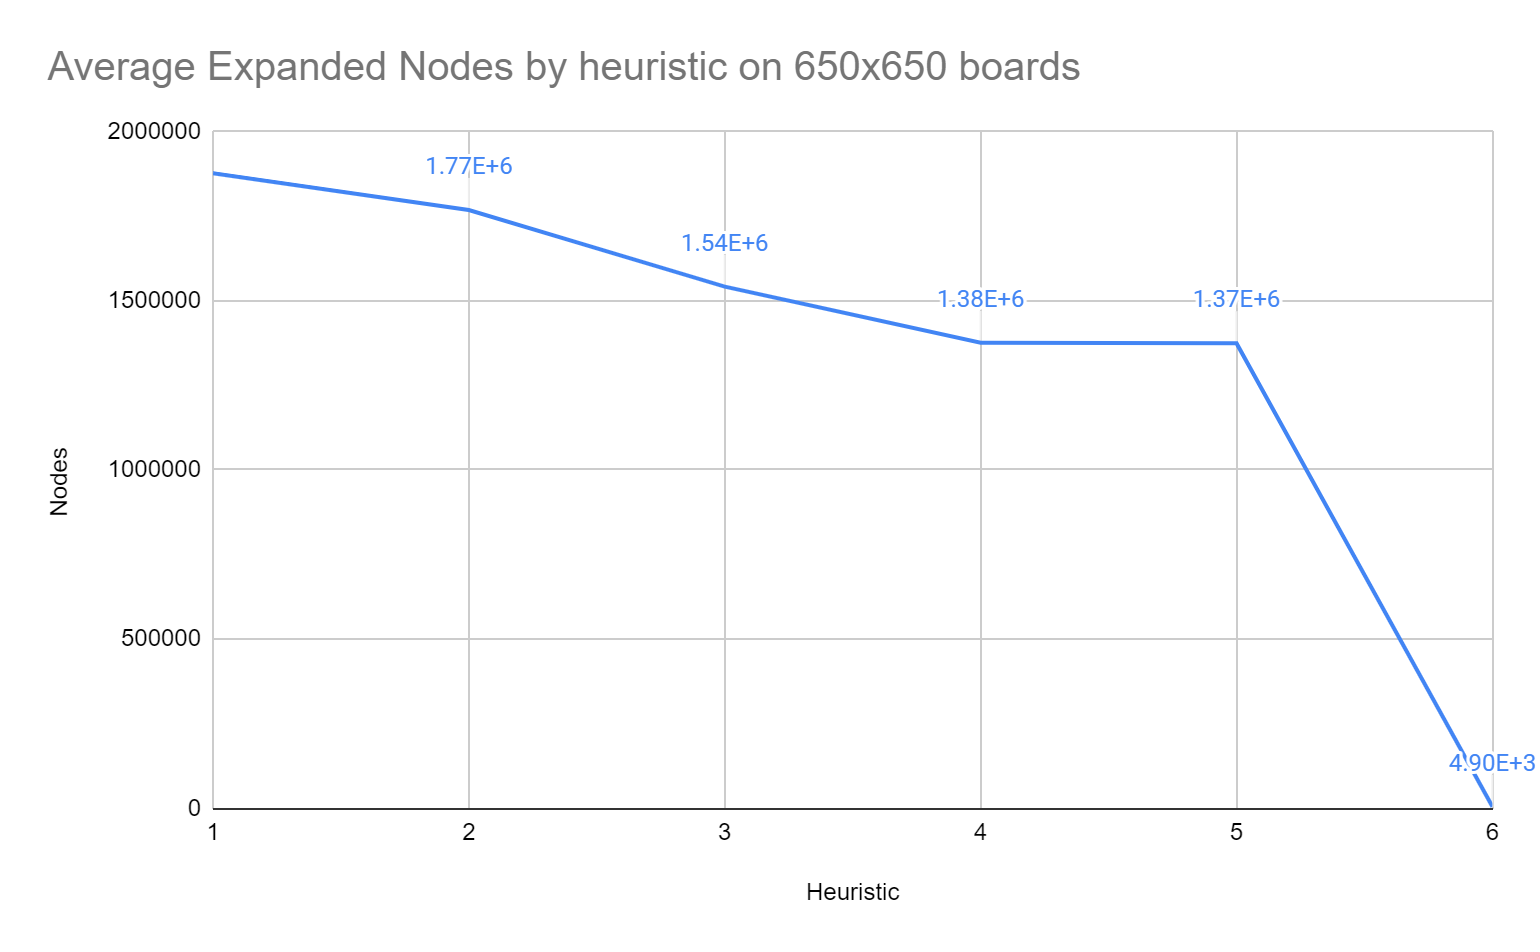 Average Expanded Nodes by heuristic on 650x650 boards
2000000
1.77E+6
1.54E+6
1500000
1.38E+6
1.37E+6
1000000
Nodes
500000
4.90E+3
0
1 2 3 4 5 6
Heuristic